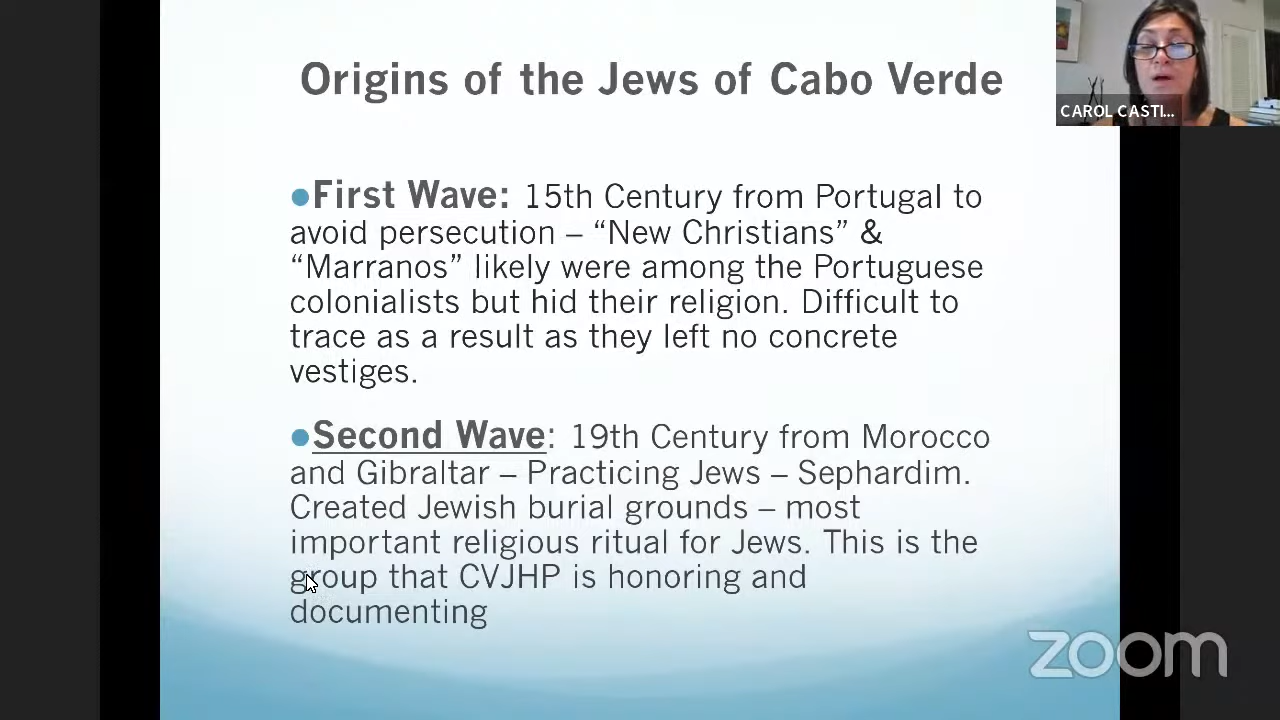 Origins of the Jews of Cabo Verde
CAROL CASTI...
●First Wave: 15th Century from Portugal to
avoid persecution – “New Christians” &
“Marranos” likely were among the Portuguese
colonialists but hid their religion. Difficult to
trace as a result as they left no concrete
vestiges.
●Second Wave: 19th Century from Morocco
and Gibraltar – Practicing Jews – Sephardim.
Created Jewish burial grounds – most
important religious ritual for Jews. This is the
group that CVJHP is honoring and
documenting
zoom